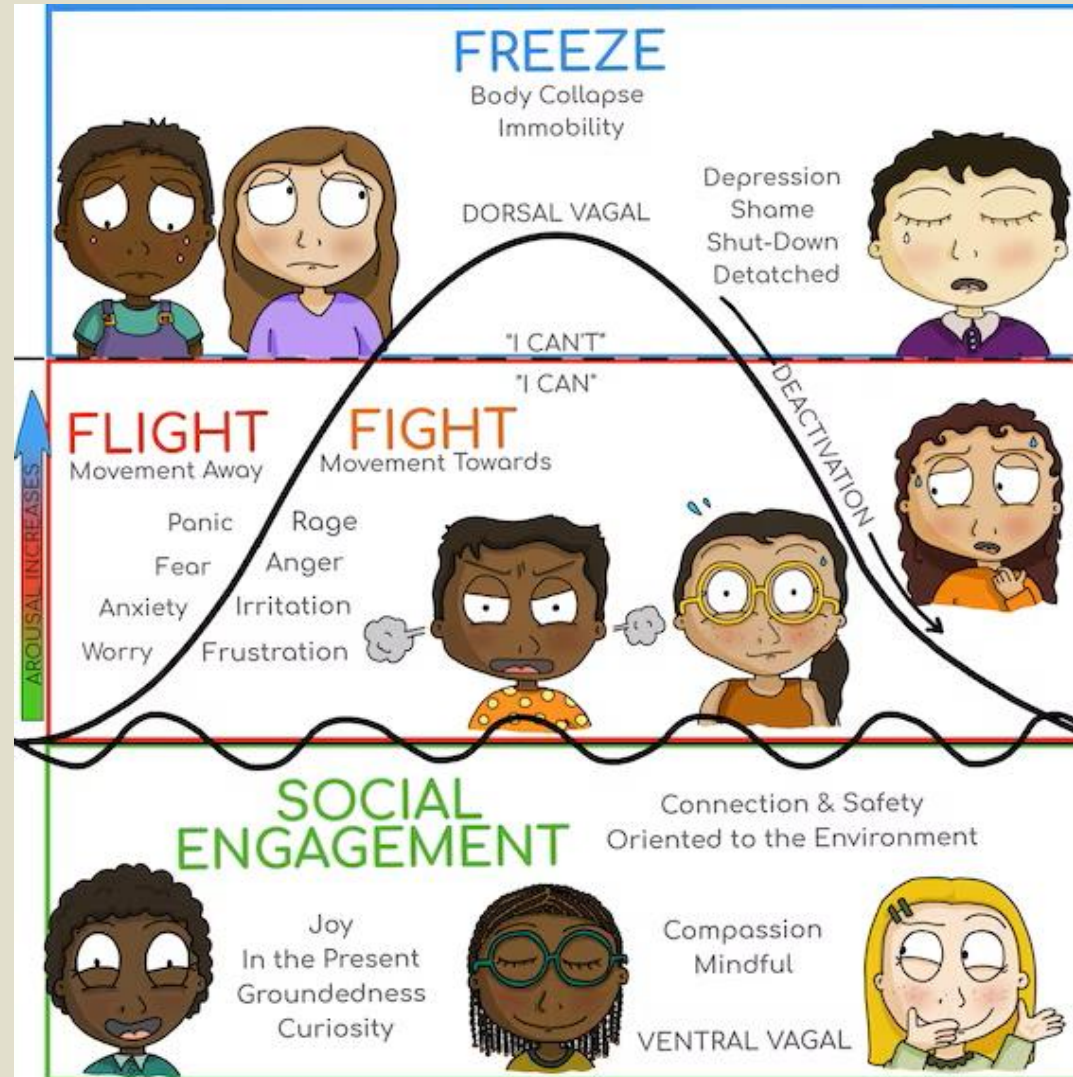 FREEZE
Body Collapse
Immobility
DORSAL VAGAL
Depression
Shame
Shut-Down
Detatched
"I CAN'T"
"I CAN"
DEACTIVATION
AROUSAL INCREASES
FLIGHT
Movement Away
FIGHT
Movement Towards
Panic
Fear
Anxiety
Worry
Rage
Anger
Irritation
Frustration
SOCIAL
ENGAGEMENT
Connection & Safety
Oriented to the Environment
Joy
In the Present
Groundedness
Curiosity
Compassion
Mindful
VENTRAL VAGAL